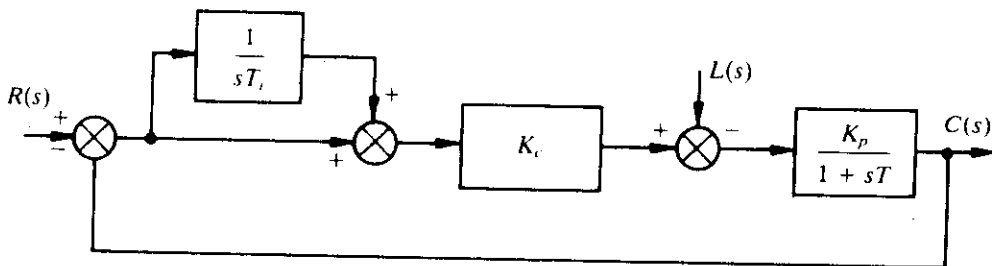 1
sT_i
R(s)
+
−
+
+
K_c
L(s)
+
−
K_p
1 + sT
C(s)